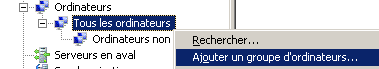 Ordinateurs
Tous les ordinateurs
Ordinateurs non
Rechercher...
Ajouter un groupe d'ordinateurs...
Serveurs en aval